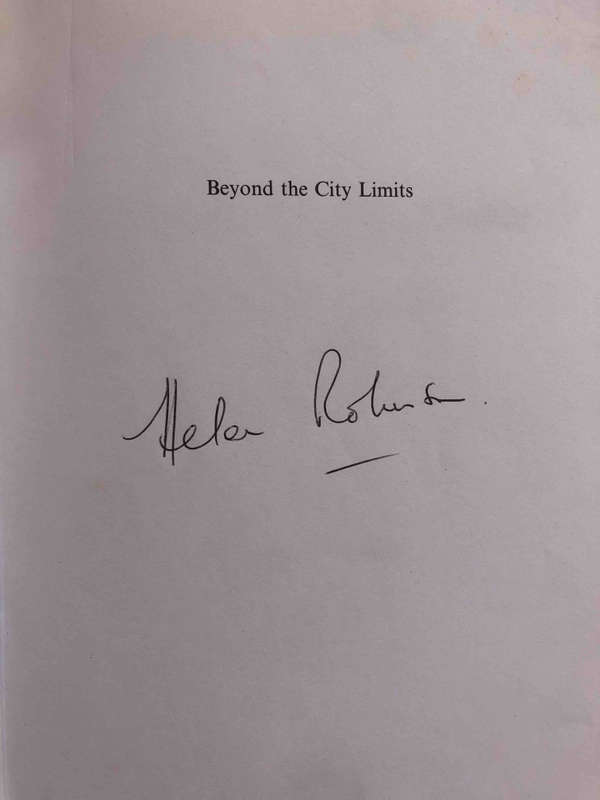 Beyond the City Limits
Helen Robinson.